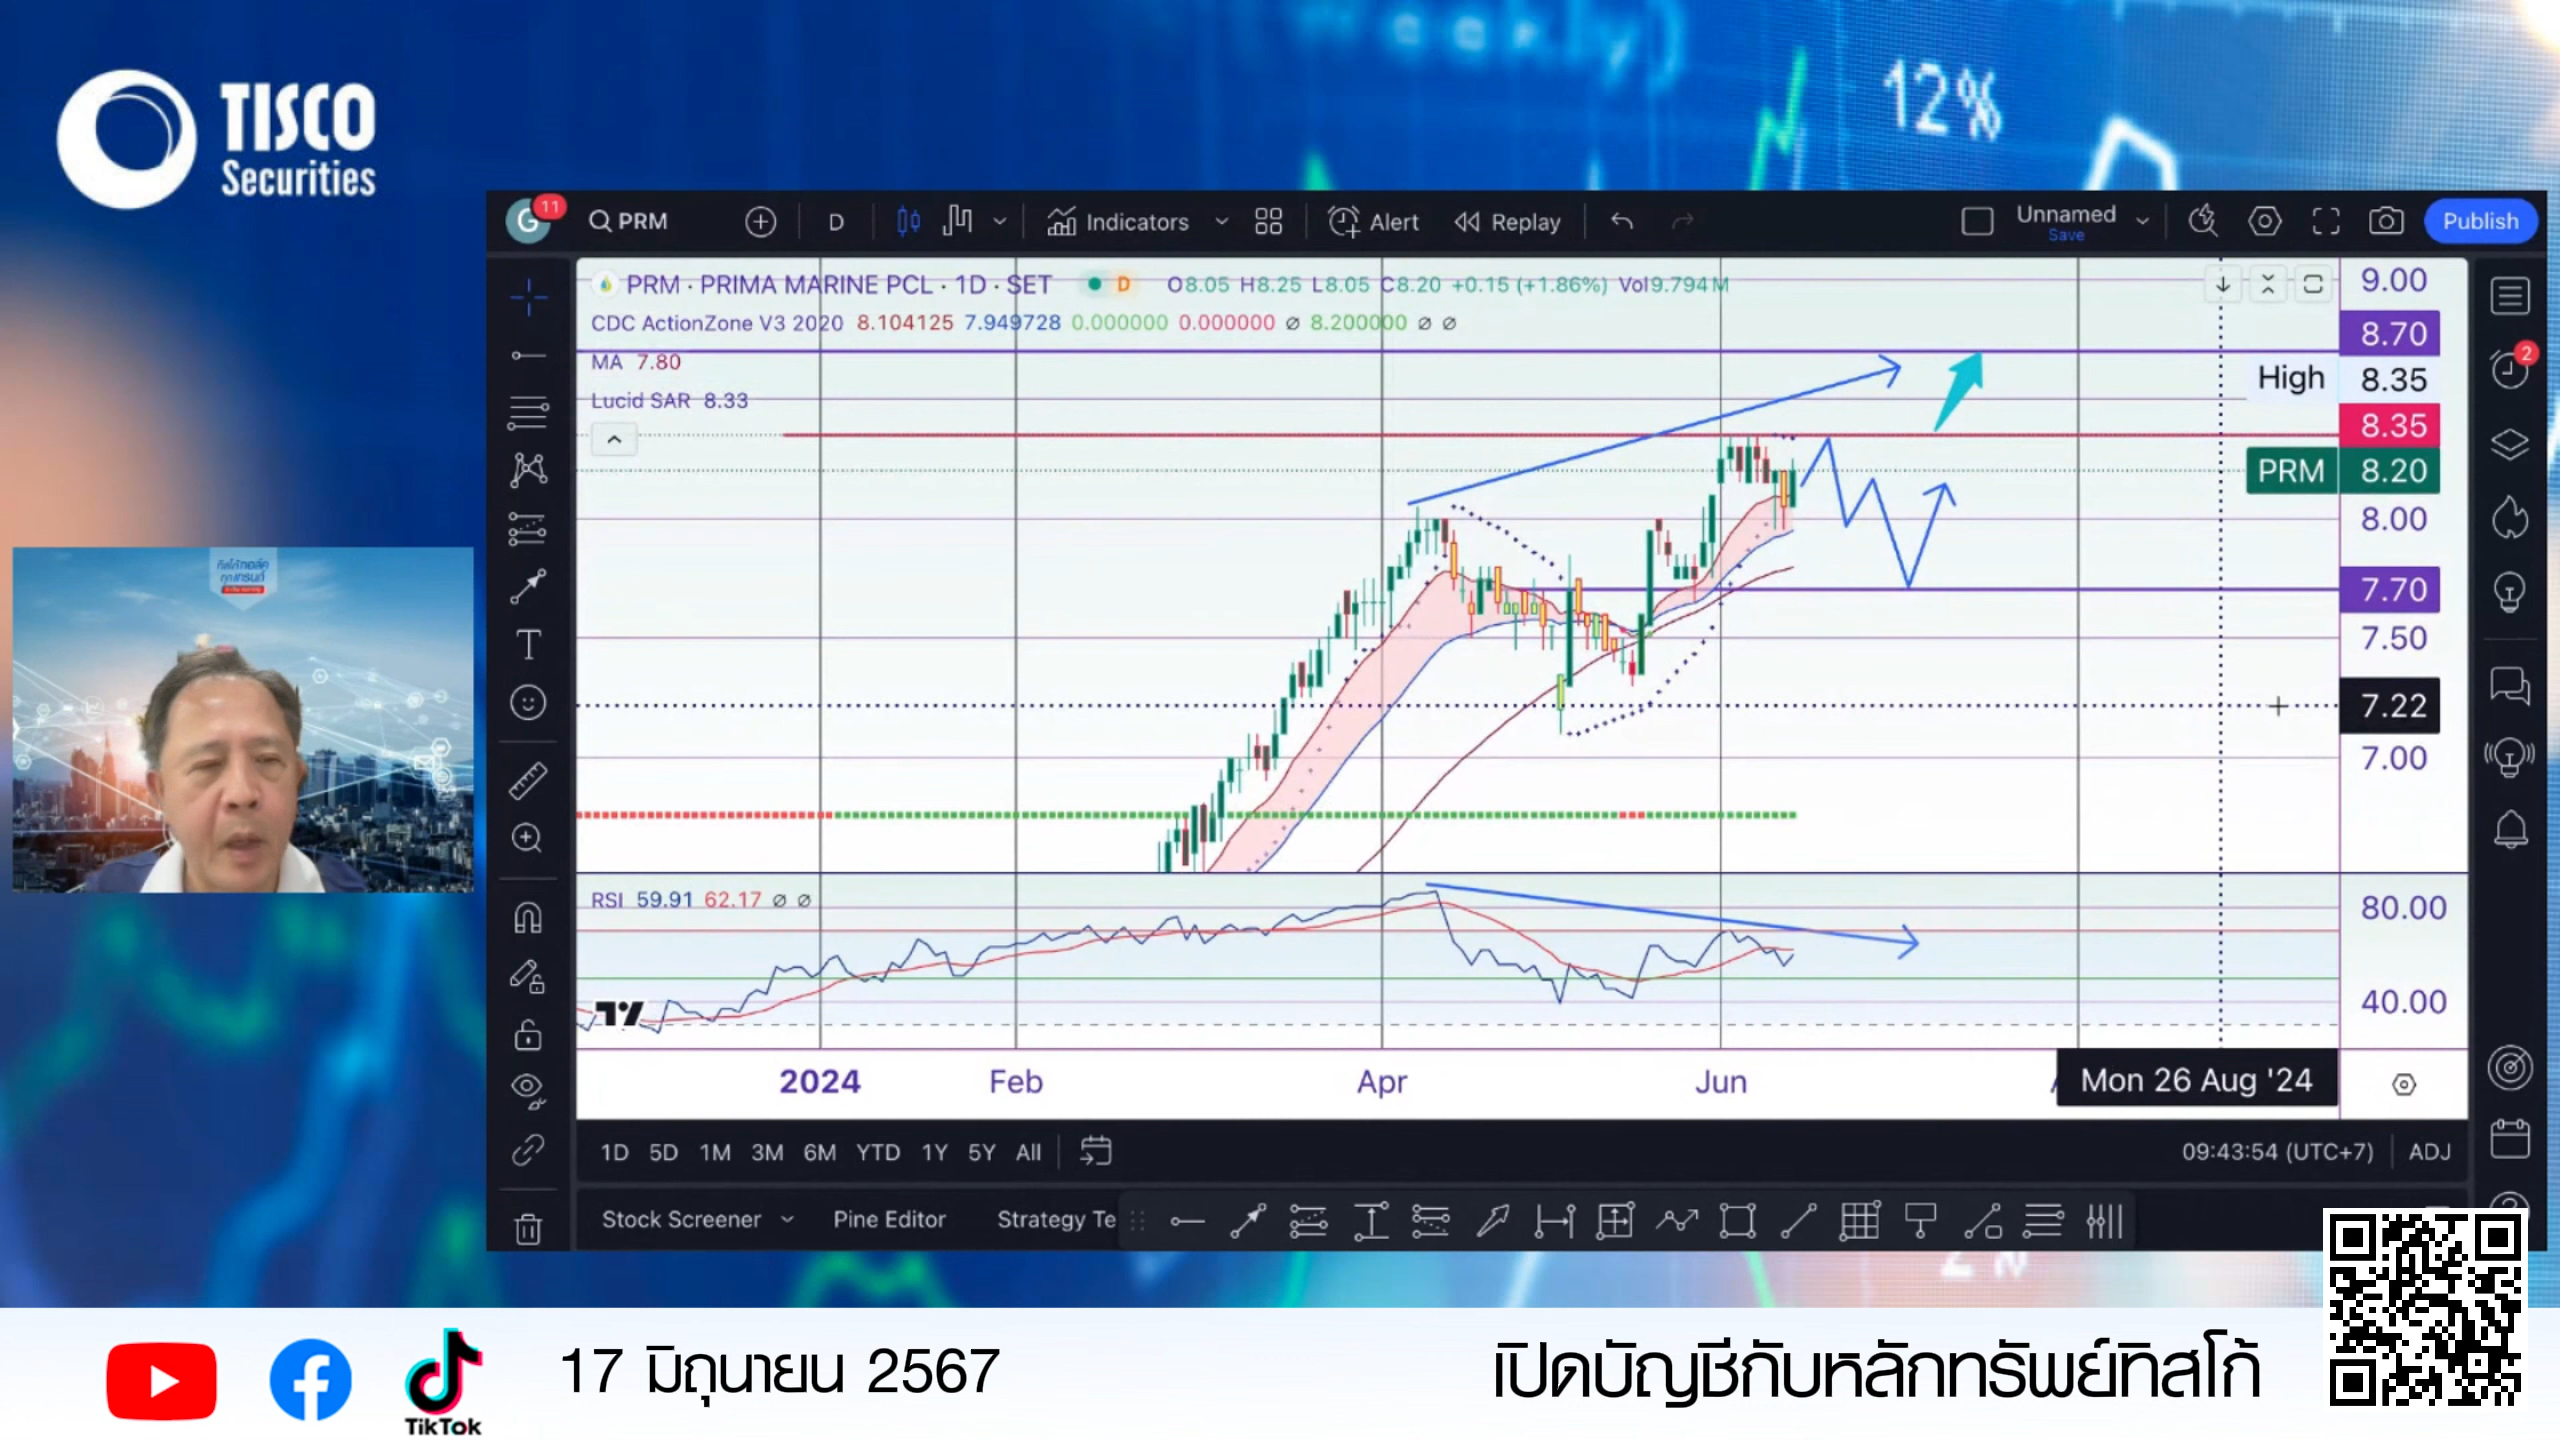 (Weekly)
12%
TISCO
Securities
G 11 PRM D Indicators Alert Replay Unnamed Save Publish
PRM · PRIMA MARINE PCL · 1D · SET D O8.05 H8.25 L8.05 C8.20 +0.15 (+1.86%) Vol9.794M
CDC ActionZone V3 2020 8.104125 7.949728 0.000000 0.000000 ∅ 8.200000 ∅ ∅
MA 7.80
Lucid SAR 8.33
9.00
8.70
2
High 8.35
8.35
PRM 8.20
8.00
7.70
7.50
7.22
7.00
RSI 59.91 62.17 ∅ ∅
80.00
40.00
2024 Feb Apr Jun Mon 26 Aug '24
1D 5D 1M 3M 6M YTD 1Y 5Y All 09:43:54 (UTC+7) ADJ
Stock Screener Pine Editor Strategy Te
17 มิถุนายน 2567
เปิดบัญชีกับหลักทรัพย์ทิสโก้
TikTok